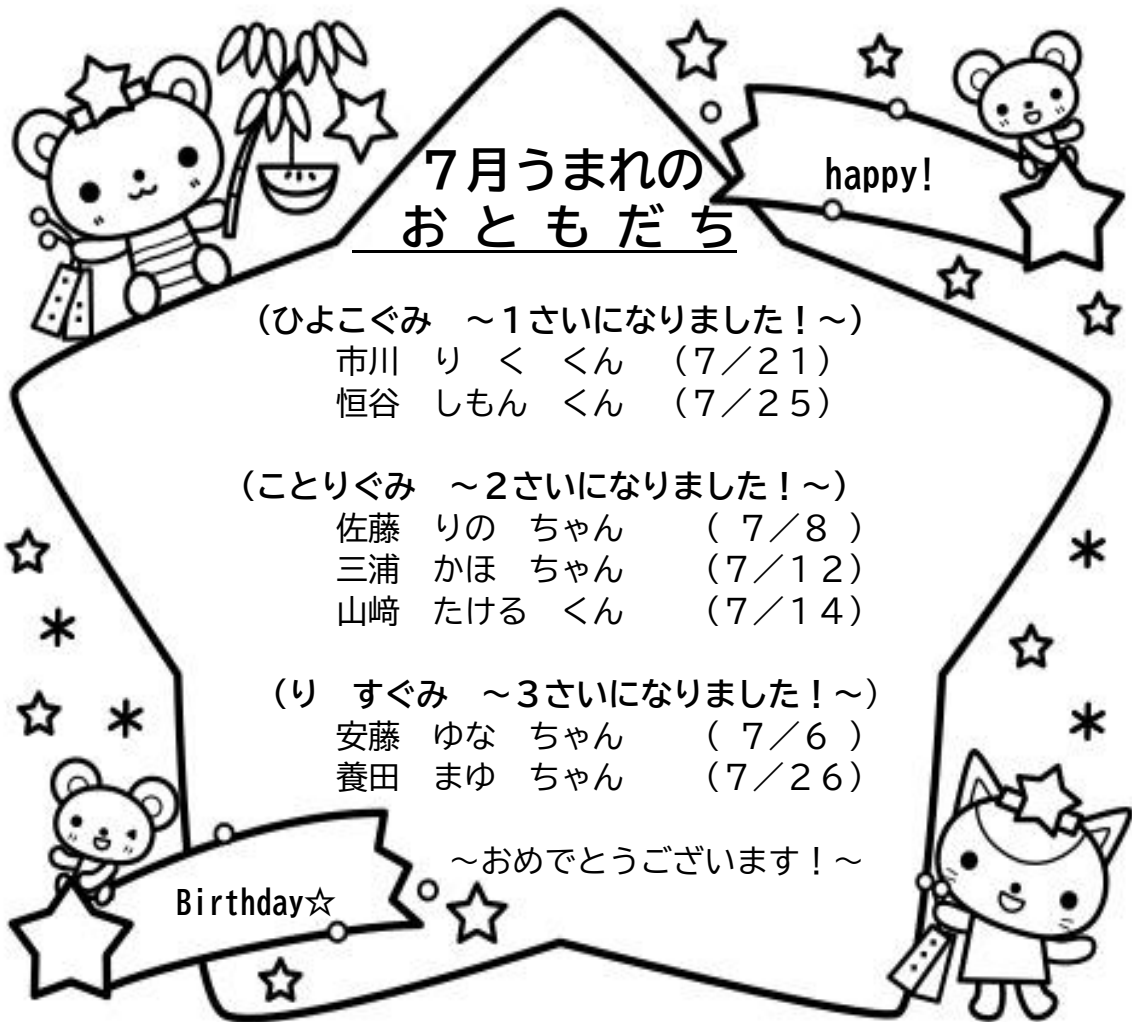 ７月うまれの
おともだち
happy!
（ひよこぐみ　～１さいになりました！～）
市川　り　く　くん　（７／２１）
恒谷　しもん　くん　（７／２５）
（ことりぐみ　～２さいになりました！～）
佐藤　りの　ちゃん　　（ ７／８ ）
三浦　かほ　ちゃん　　（７／１２）
山﨑　たける　くん　　（７／１４）
（り　すぐみ　～３さいになりました！～）
安藤　ゆな　ちゃん　　（ ７／６ ）
養田　まゆ　ちゃん　　（７／２６）
～おめでとうございます！～
Birthday☆